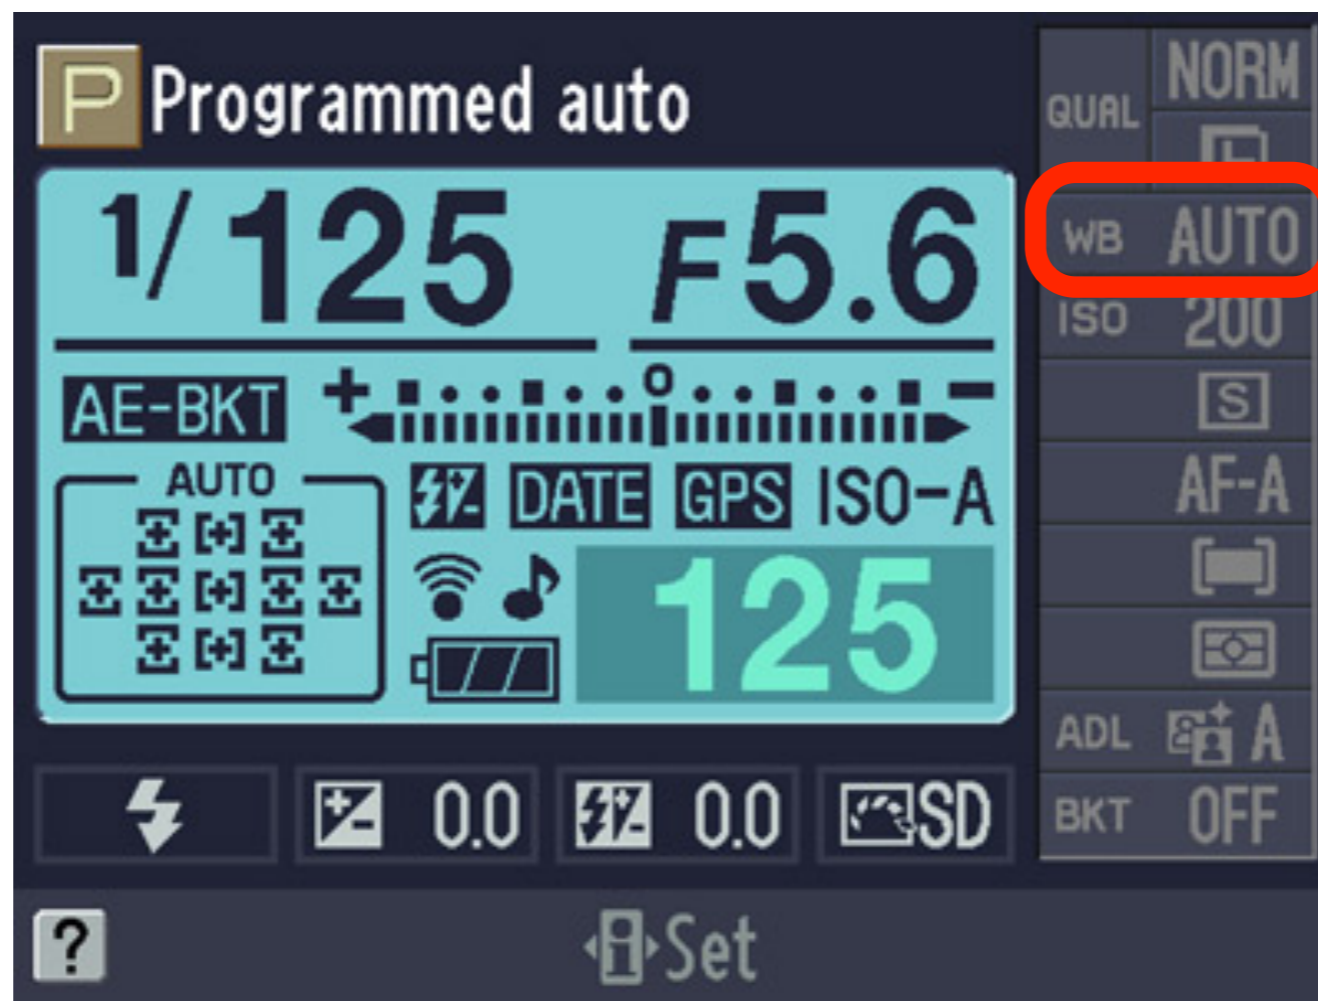 P Programmed auto
1/125 F5.6
AE-BKT + 0 -
AUTO
DATE GPS ISO-A
125
0.0 0.0 SD
? i Set
QUAL NORM
L
WB AUTO
ISO 200
S
AF-A
ADL A
BKT OFF